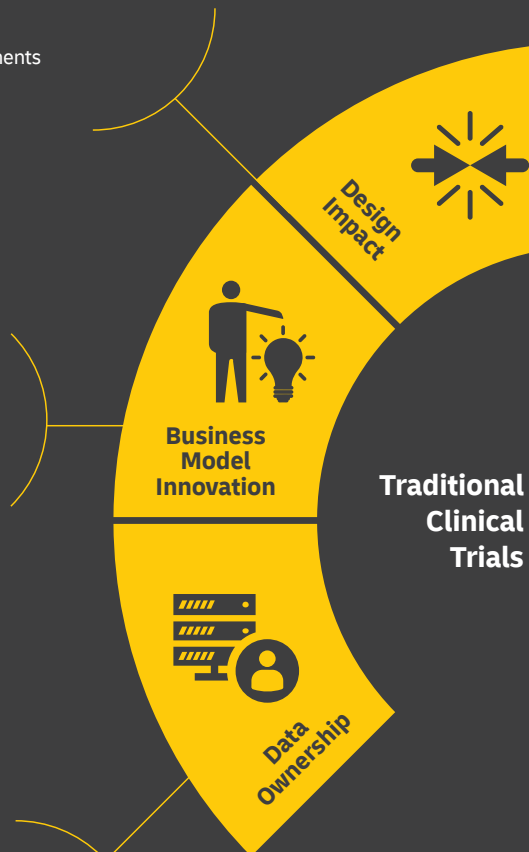 Design
Impact
Business
Model
Innovation
Traditional
Clinical
Trials
Data
Ownership